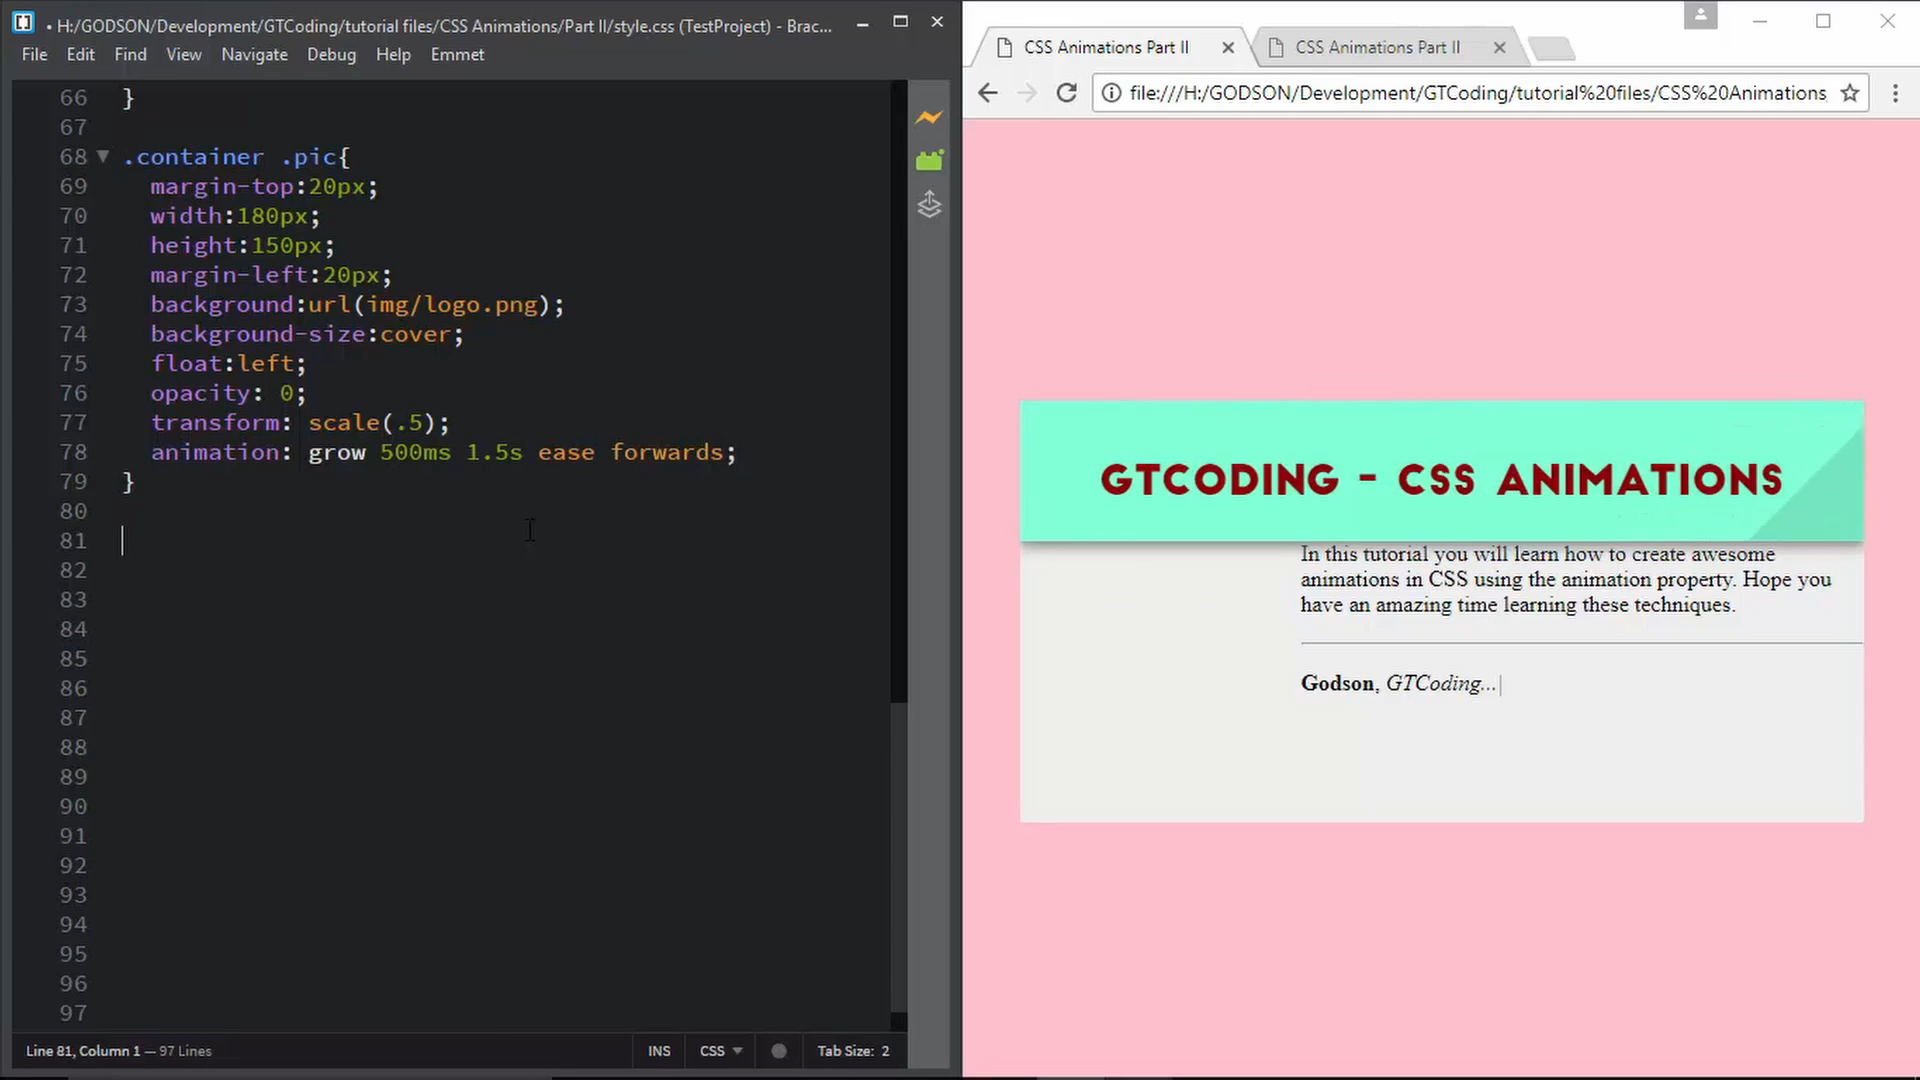 H:/GODSON/Development/GTCoding/tutorial files/CSS Animations/Part II/style.css (TestProject) - Brac...
File Edit Find View Navigate Debug Help Emmet
66 }
67
68 .container .pic{
69 margin-top:20px;
70 width:180px;
71 height:150px;
72 margin-left:20px;
73 background:url(img/logo.png);
74 background-size:cover;
75 float:left;
76 opacity: 0;
77 transform: scale(.5);
78 animation: grow 500ms 1.5s ease forwards;
79 }
80
81
82
83
84
85
86
87
88
89
90
91
92
93
94
95
96
97
Line 81, Column 1 — 97 Lines
INS CSS Tab Size: 2
CSS Animations Part II
CSS Animations Part II
file:///H:/GODSON/Development/GTCoding/tutorial%20files/CSS%20Animations
GTCODING - CSS ANIMATIONS
In this tutorial you will learn how to create awesome
animations in CSS using the animation property. Hope you
have an amazing time learning these techniques.
Godson, GTCoding...|